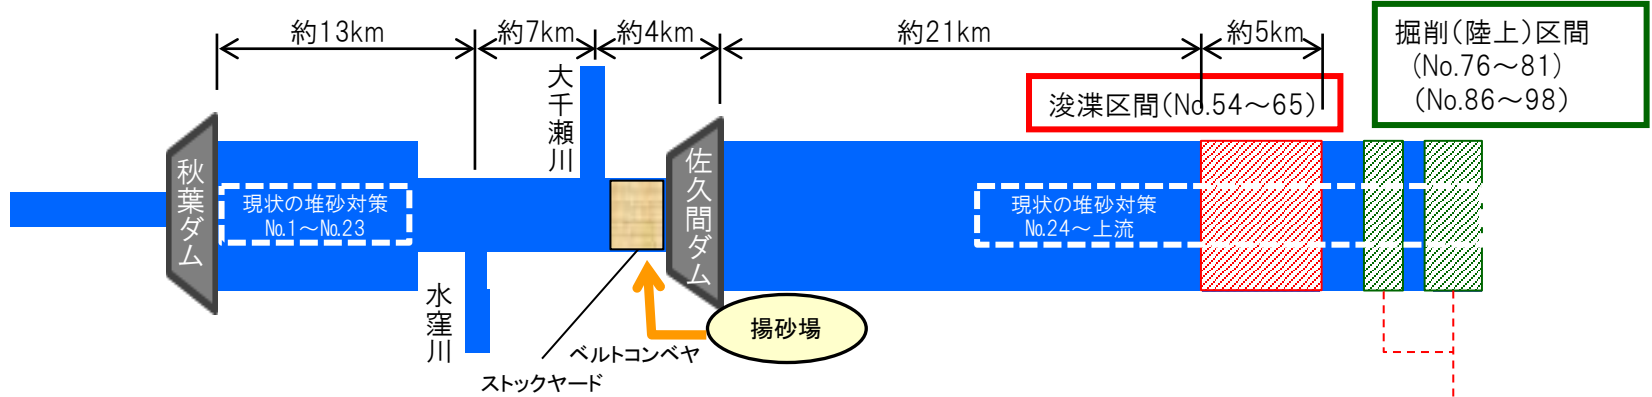 約13km
約7km
約4km
約21km
約5km
掘削(陸上)区間
(No.76～81)
(No.86～98)
浚渫区間(No.54～65)
大千瀬川
秋葉ダム
佐久間ダム
現状の堆砂対策
No.1～No.23
現状の堆砂対策
No.24～上流
水窪川
揚砂場
ベルトコンベヤ
ストックヤード